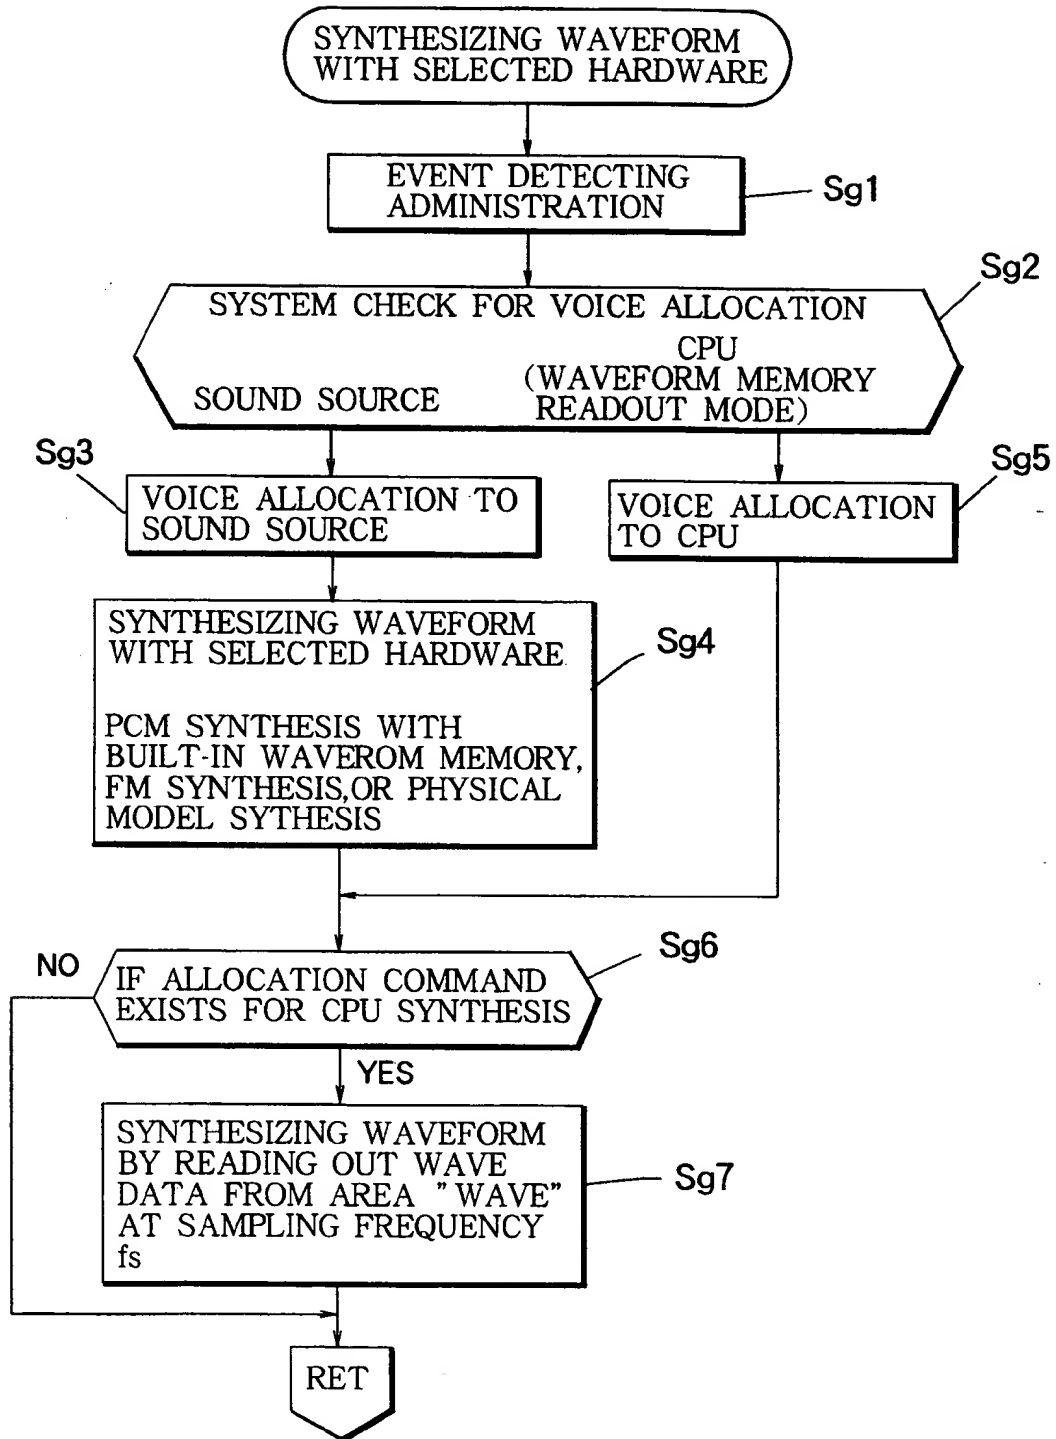 SYNTHESIZING WAVEFORM
WITH SELECTED HARDWARE
EVENT DETECTING
ADMINISTRATION
Sg1
Sg2
SYSTEM CHECK FOR VOICE ALLOCATION
CPU
(WAVEFORM MEMORY
SOUND SOURCE READOUT MODE)
Sg3
VOICE ALLOCATION TO
SOUND SOURCE
Sg5
VOICE ALLOCATION
TO CPU
SYNTHESIZING WAVEFORM
WITH SELECTED HARDWARE
Sg4
PCM SYNTHESIS WITH
BUILT-IN WAVEROM MEMORY,
FM SYNTHESIS,OR PHYSICAL
MODEL SYTHESIS
Sg6
NO
IF ALLOCATION COMMAND
EXISTS FOR CPU SYNTHESIS
YES
SYNTHESIZING WAVEFORM
BY READING OUT WAVE
DATA FROM AREA "WAVE"
AT SAMPLING FREQUENCY
fs
Sg7
RET